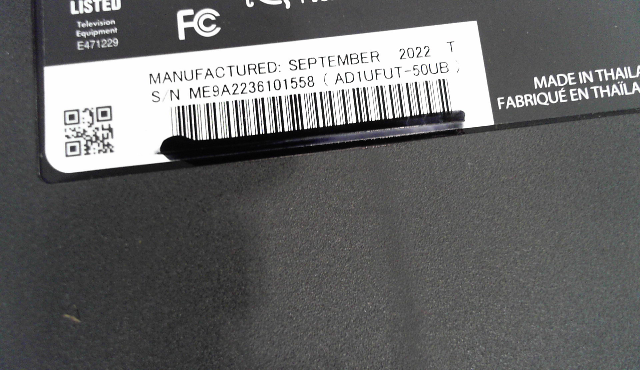 LISTED
Television
Equipment
E471229
FC
MANUFACTURED: SEPTEMBER 2022 T
S/N ME9A2236101558 ( AD1UFUT-50UB )
MADE IN THAILA
FABRIQUÉ EN THAÏLA